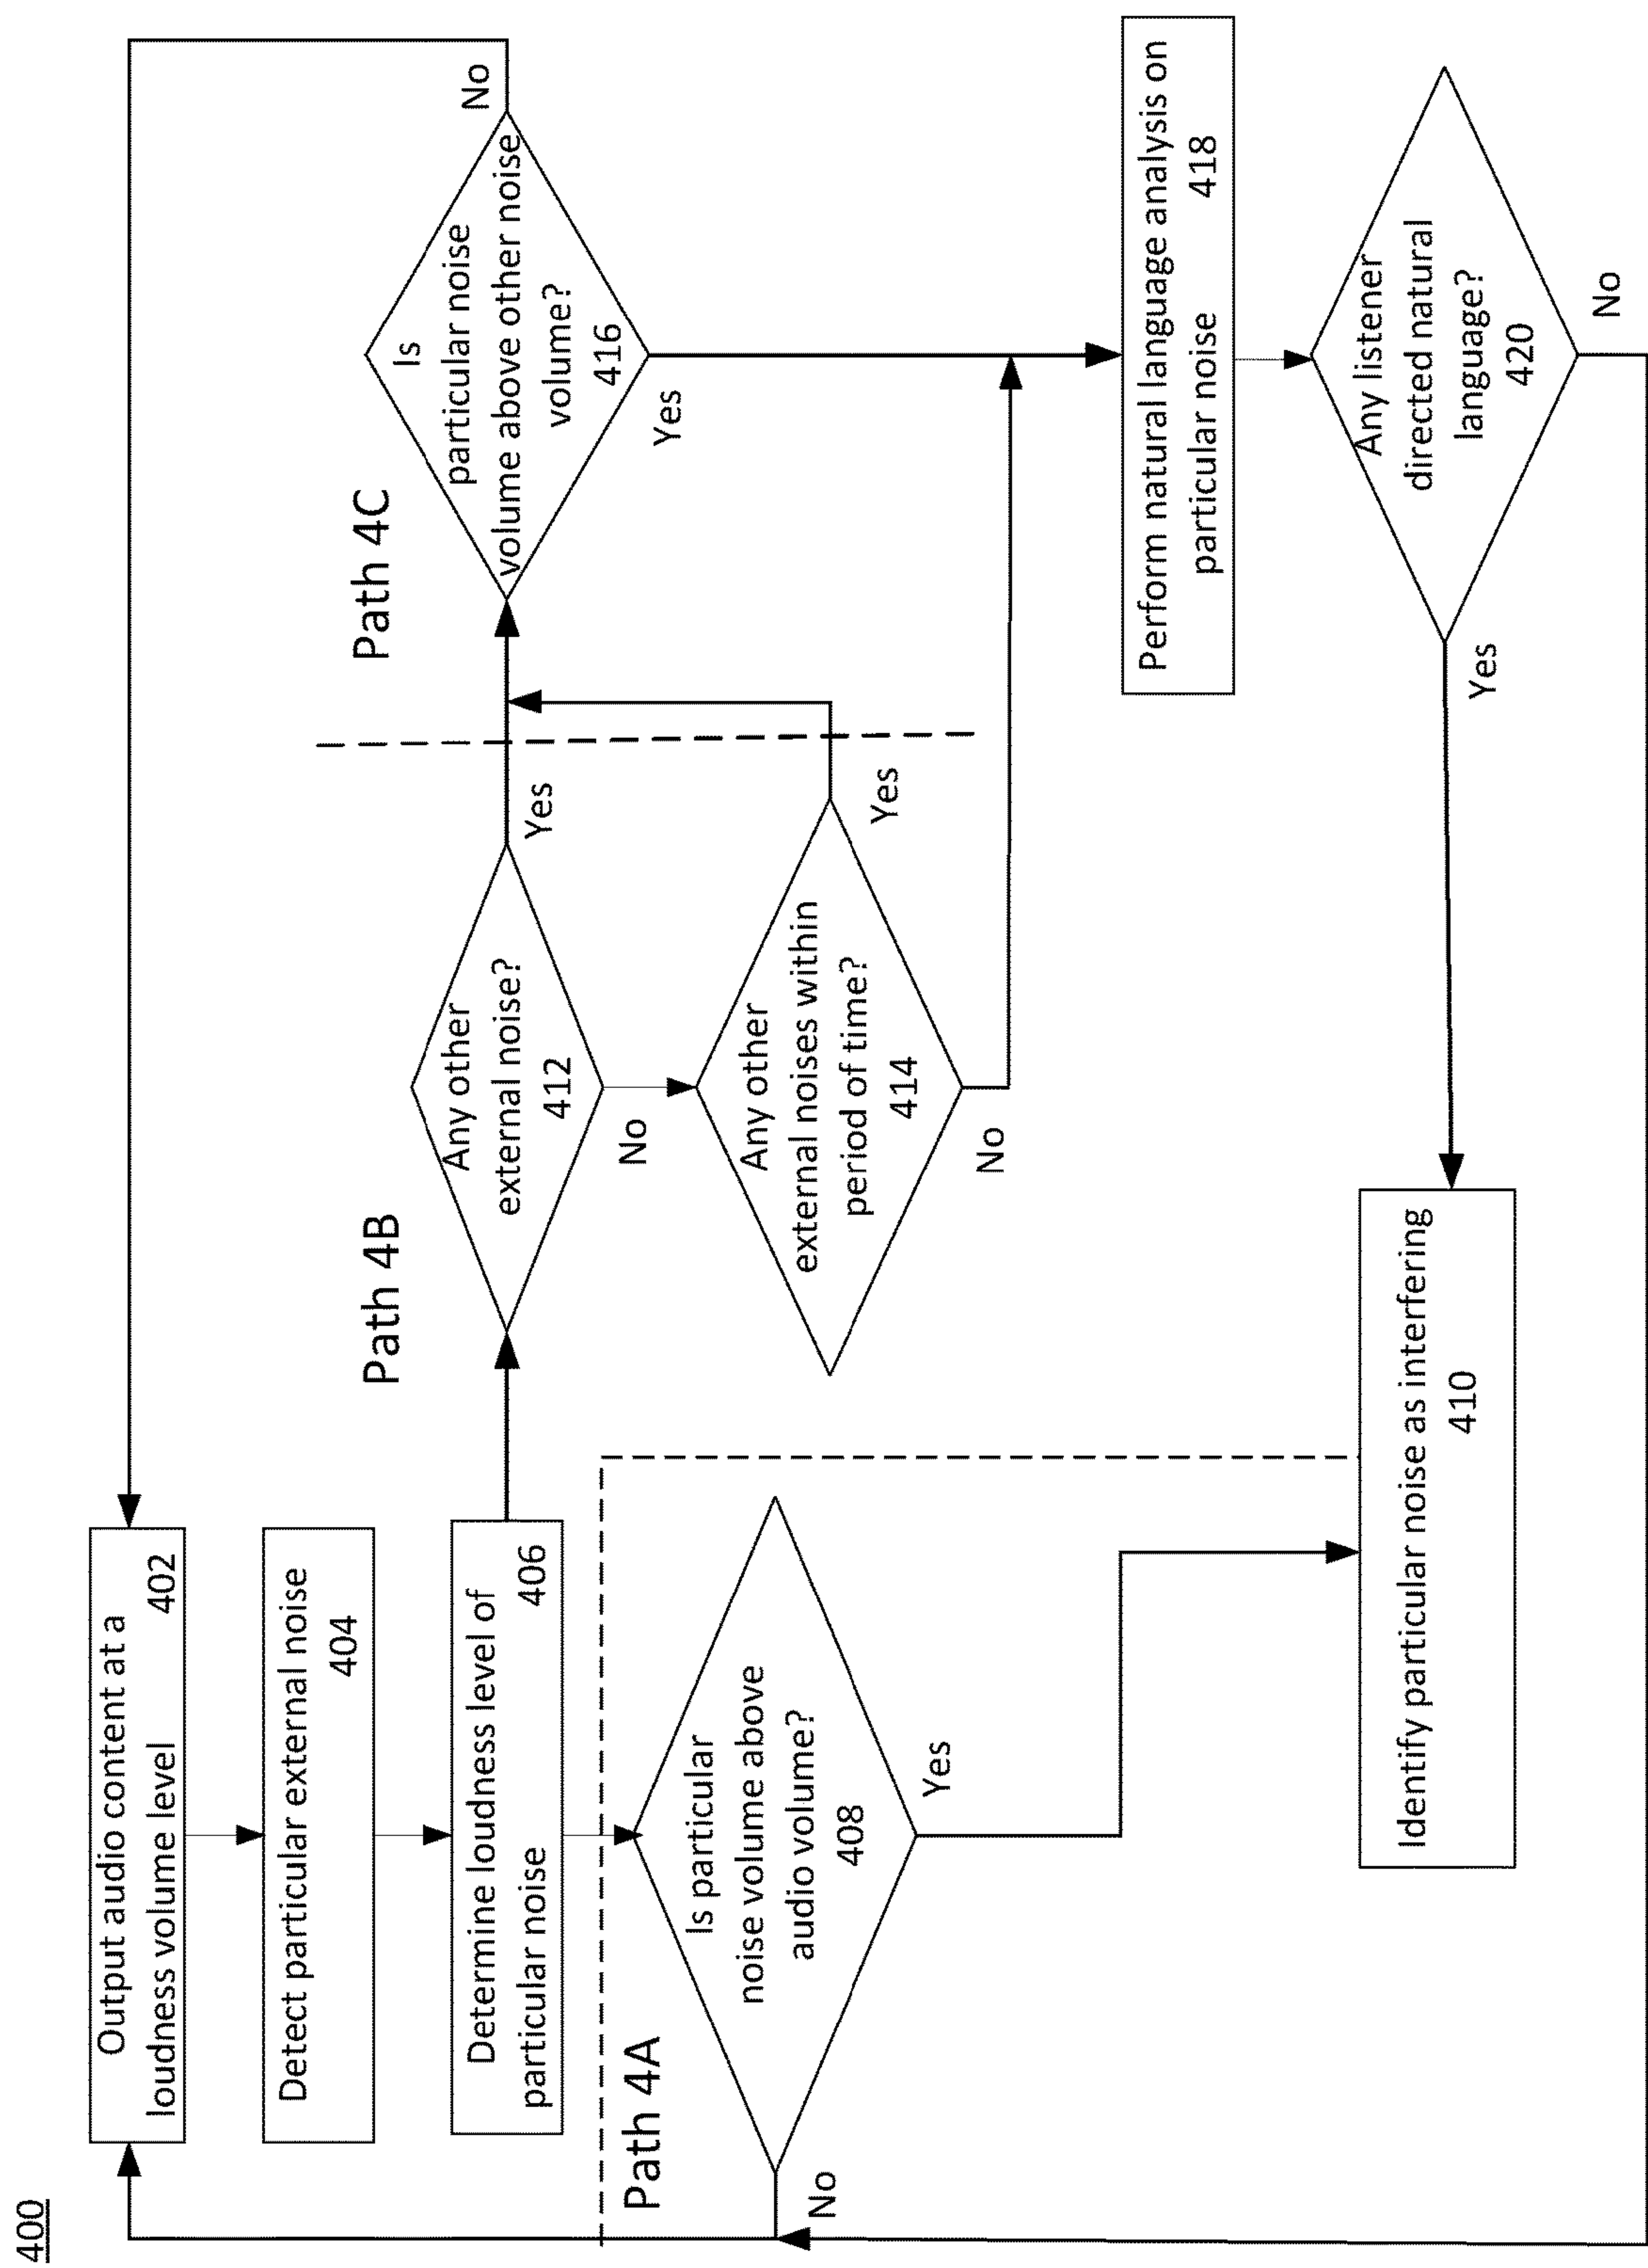 400
Output audio content at a
loudness volume level
402
Detect particular external noise
404
Determine loudness level of
particular noise
406
Path 4A
Is particular
noise volume above
audio volume?
408
No
Yes
Identify particular noise as interfering
410
Path 4B
Any other
external noise?
412
Yes
No
Any other
external noises within
period of time?
414
Yes
No
Path 4C
Is
particular noise
volume above other noise
volume?
416
No
Yes
Perform natural language analysis on
particular noise
418
Any listener
directed natural
language?
420
Yes
No